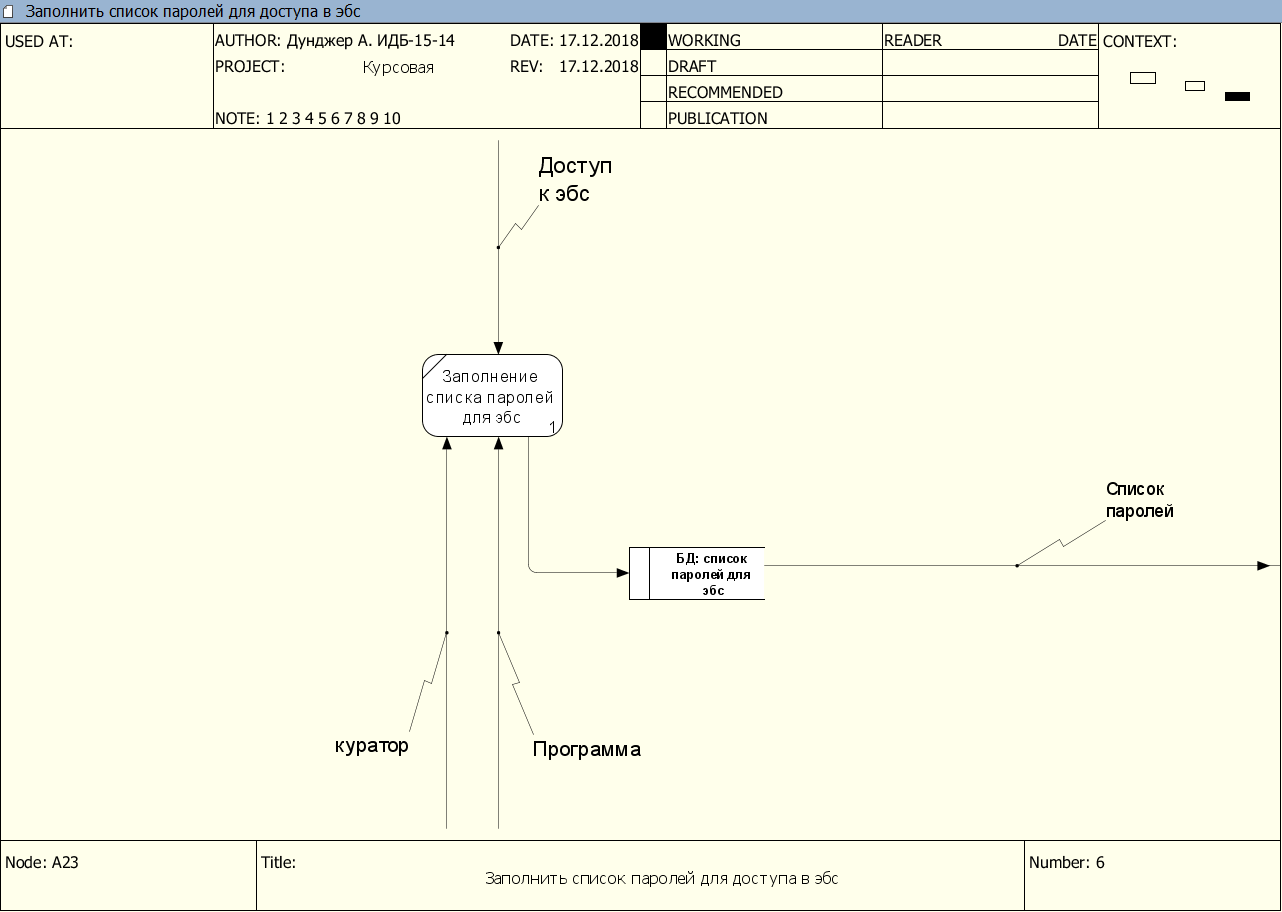 Заполнить список паролей для доступа в эбс
USED AT:
AUTHOR: Дунджер А. ИДБ-15-14
DATE: 17.12.2018
PROJECT: Курсовая
REV: 17.12.2018
NOTE: 1 2 3 4 5 6 7 8 9 10
WORKING
DRAFT
RECOMMENDED
PUBLICATION
READER
DATE
CONTEXT:
Доступ
к эбс
Заполнение
списка паролей
для эбс
1
Список
паролей
БД: список
паролей для
эбс
куратор
Программа
Node: A23
Title:
Заполнить список паролей для доступа в эбс
Number: 6